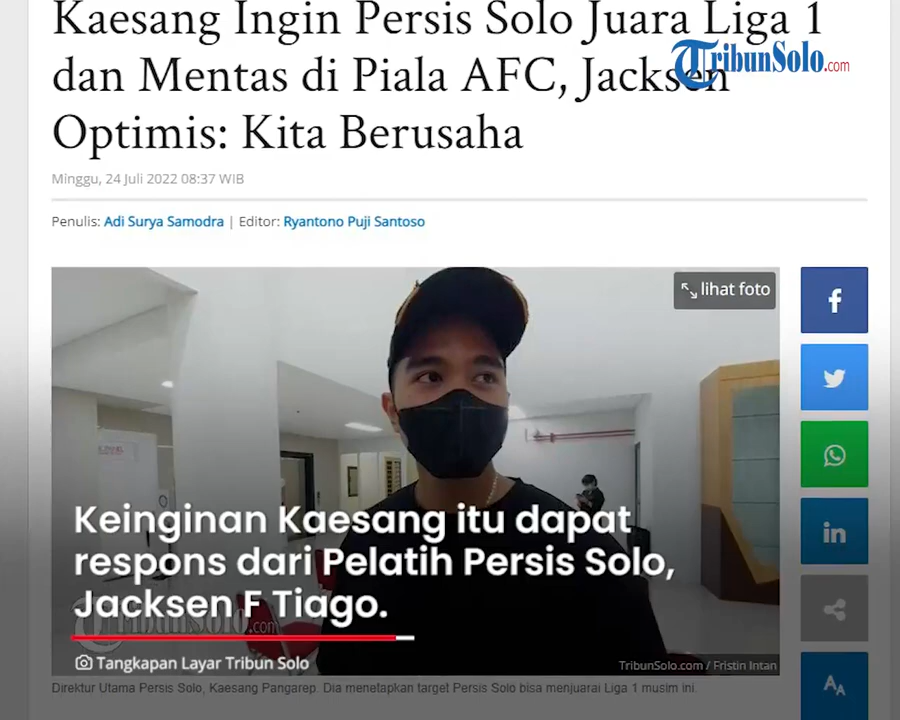 Kaesang Ingin Persis Solo Juara Liga 1
dan Mentas di Piala AFC, Jacksen
TribunSolo.com
Optimis: Kita Berusaha
Minggu, 24 Juli 2022 08:37 WIB
Penulis: Adi Surya Samodra | Editor: Ryantono Puji Santoso
lihat foto
Keinginan Kaesang itu dapat
respons dari Pelatih Persis Solo,
Jacksen F Tiago.
TribunSolo.com
Tangkapan Layar Tribun Solo
TribunSolo.com / Fristin Intan
Direktur Utama Persis Solo, Kaesang Pangarep. Dia menetapkan target Persis Solo bisa menjuarai Liga 1 musim ini.
AA